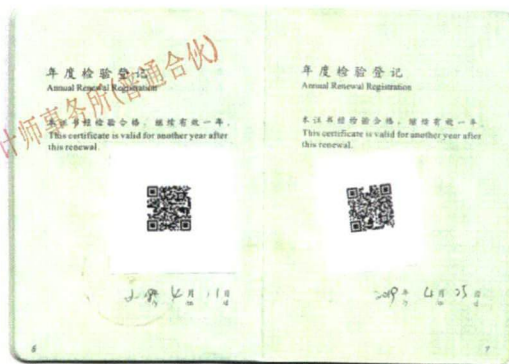 年度检验登记
Annual Renewal Registration
本证书经检验合格，继续有效一年。
This certificate is valid for another year after
this renewal.
年 4 月 日
y m d
6
计师事务所(普通合伙)
年度检验登记
Annual Renewal Registration
本证书经检验合格，继续有效一年。
This certificate is valid for another year after
this renewal.
2019 年 4 月 25 日
y m d
7